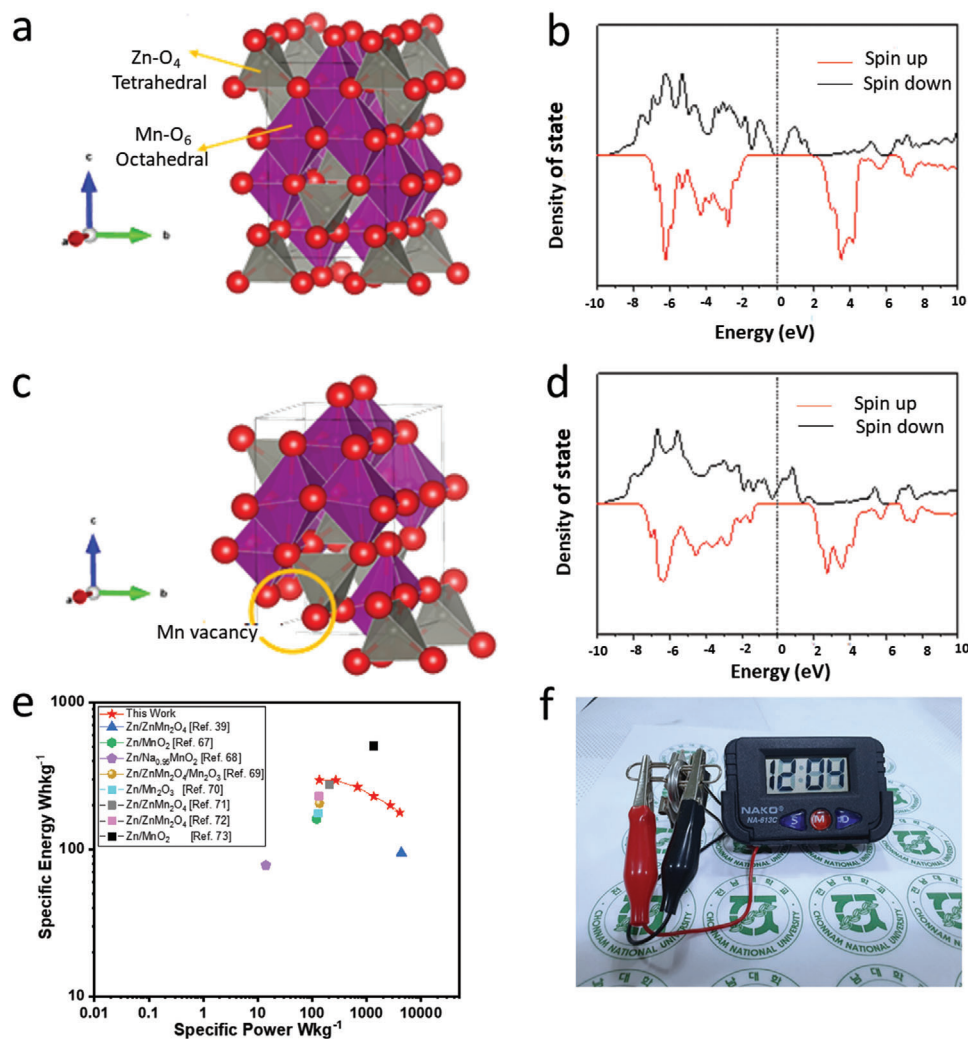 a
Zn-O₄
Tetrahedral
Mn-O₆
Octahedral
c
a
b
b
Density of state
Spin up
Spin down
-10 -8 -6 -4 -2 0 2 4 6 8 10
Energy (eV)
c
c
a
b
Mn vacancy
d
Density of state
Spin up
Spin down
-10 -8 -6 -4 -2 0 2 4 6 8 10
Energy (eV)
e
Specific Energy Whkg⁻¹
1000
100
10
This Work
Zn/ZnMn₂O₄ [Ref. 39]
Zn/MnO₂ [Ref. 67]
Zn/Na₀.₉₅MnO₂ [Ref. 68]
Zn/ZnMn₂O₄/Mn₂O₃ [Ref. 69]
Zn/Mn₂O₃ [Ref. 70]
Zn/ZnMn₂O₄ [Ref. 71]
Zn/ZnMn₂O₄ [Ref. 72]
Zn/MnO₂ [Ref. 73]
0.01 0.1 1 10 100 1000 10000
Specific Power Wkg⁻¹
f
12:04
NAKO®
NA-613C
S M
CHONNAM NATIONAL UNIVERSITY